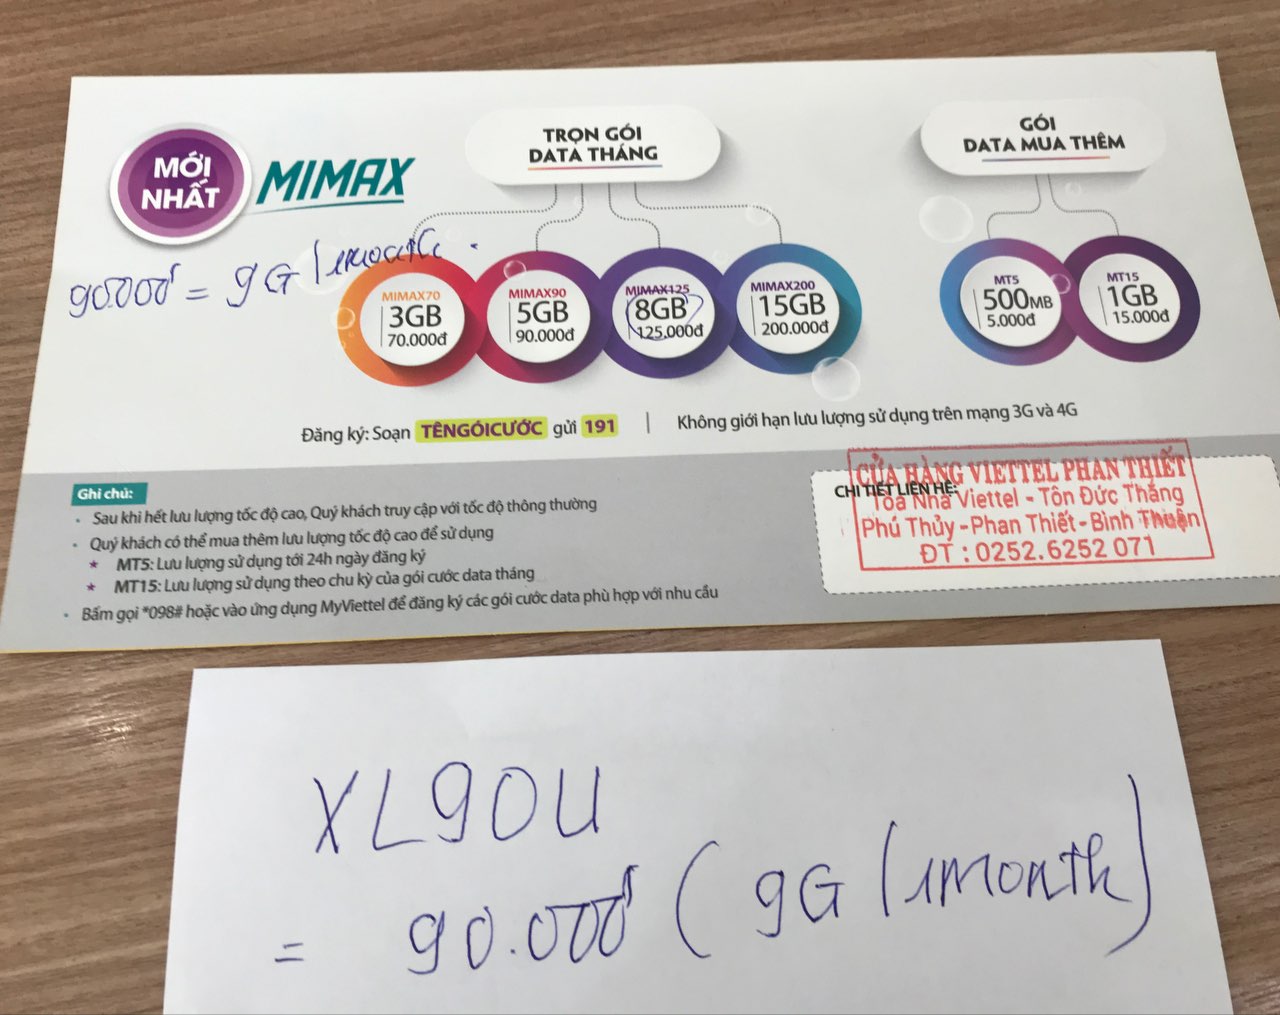 MỚI
NHẤT
MIMAX
90.000đ = 9G/1month.
TRỌN GÓI
DATA THÁNG
MIMAX70
3GB
70.000đ
MIMAX90
5GB
90.000đ
MIMAX125
8GB
125.000đ
MIMAX200
15GB
200.000đ
GÓI
DATA MUA THÊM
MT5
500MB
5.000đ
MT15
1GB
15.000đ
Đăng ký: Soạn TÊNGÓICƯỚC gửi 191 | Không giới hạn lưu lượng sử dụng trên mạng 3G và 4G
Ghi chú:
• Sau khi hết lưu lượng tốc độ cao, Quý khách truy cập với tốc độ thông thường
• Quý khách có thể mua thêm lưu lượng tốc độ cao để sử dụng
★ MT5: Lưu lượng sử dụng tới 24h ngày đăng ký
★ MT15: Lưu lượng sử dụng theo chu kỳ của gói cước data tháng
• Bấm gọi *098# hoặc vào ứng dụng MyViettel để đăng ký các gói cước data phù hợp với nhu cầu
CHI TIẾT LIÊN HỆ:
CỬA HÀNG VIETTEL PHAN THIẾT
Toà Nhà Viettel - Tôn Đức Thắng
Phú Thủy - Phan Thiết - Bình Thuận
ĐT : 0252.6252 071
XL90U
= 90.000đ (9G/1month)